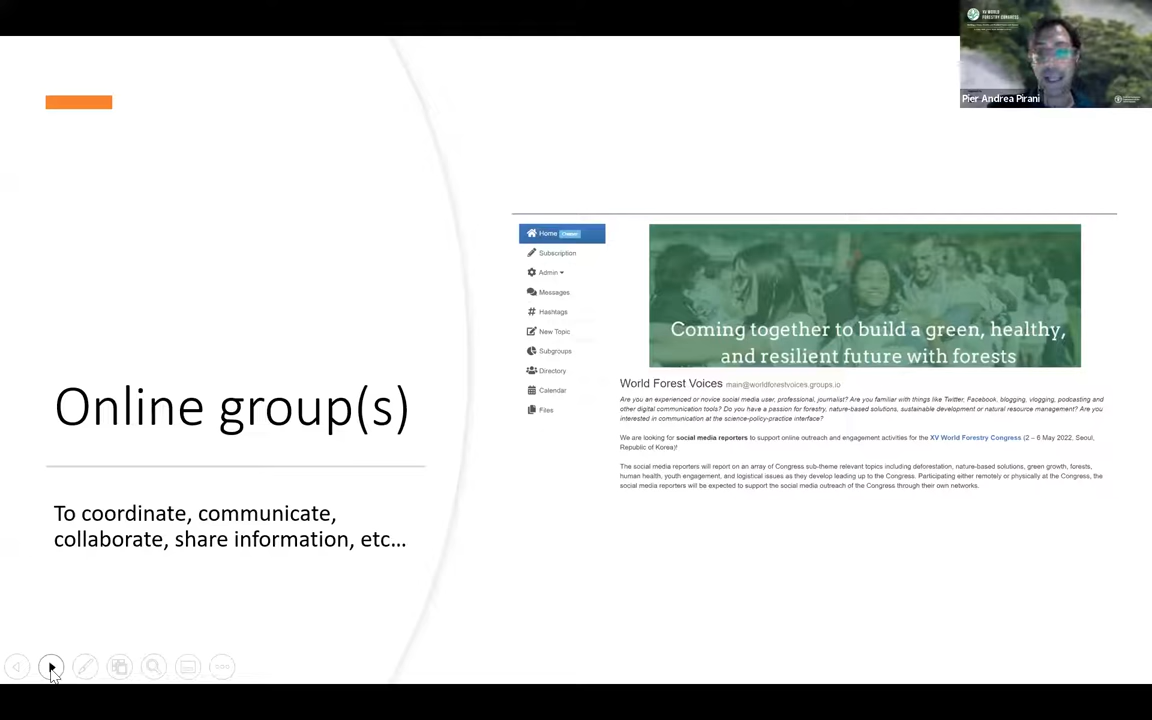 XV WORLD
FORESTRY CONGRESS
Pier Andrea Pirani
Online group(s)
To coordinate, communicate,
collaborate, share information, etc...
Home
Subscription
Admin
Messages
# Hashtags
New Topic
Subgroups
Directory
Calendar
Files
Coming together to build a green, healthy,
and resilient future with forests
World Forest Voices main@worldforestvoices.groups.io
Are you an experienced or novice social media user, professional, journalist? Are you familiar with things like Twitter, Facebook, blogging, vlogging, podcasting and
other digital communication tools? Do you have a passion for forestry, nature-based solutions, sustainable development or natural resource management? Are you
interested in communication at the science-policy-practice interface?
We are looking for social media reporters to support online outreach and engagement activities for the XV World Forestry Congress (2 – 6 May 2022, Seoul,
Republic of Korea)!
The social media reporters will report on an array of Congress sub-theme relevant topics including deforestation, nature-based solutions, green growth, forests,
human health, youth engagement, and logistical issues as they develop leading up to the Congress. Participating either remotely or physically at the Congress, the
social media reporters will be expected to support the social media outreach of the Congress through their own networks.